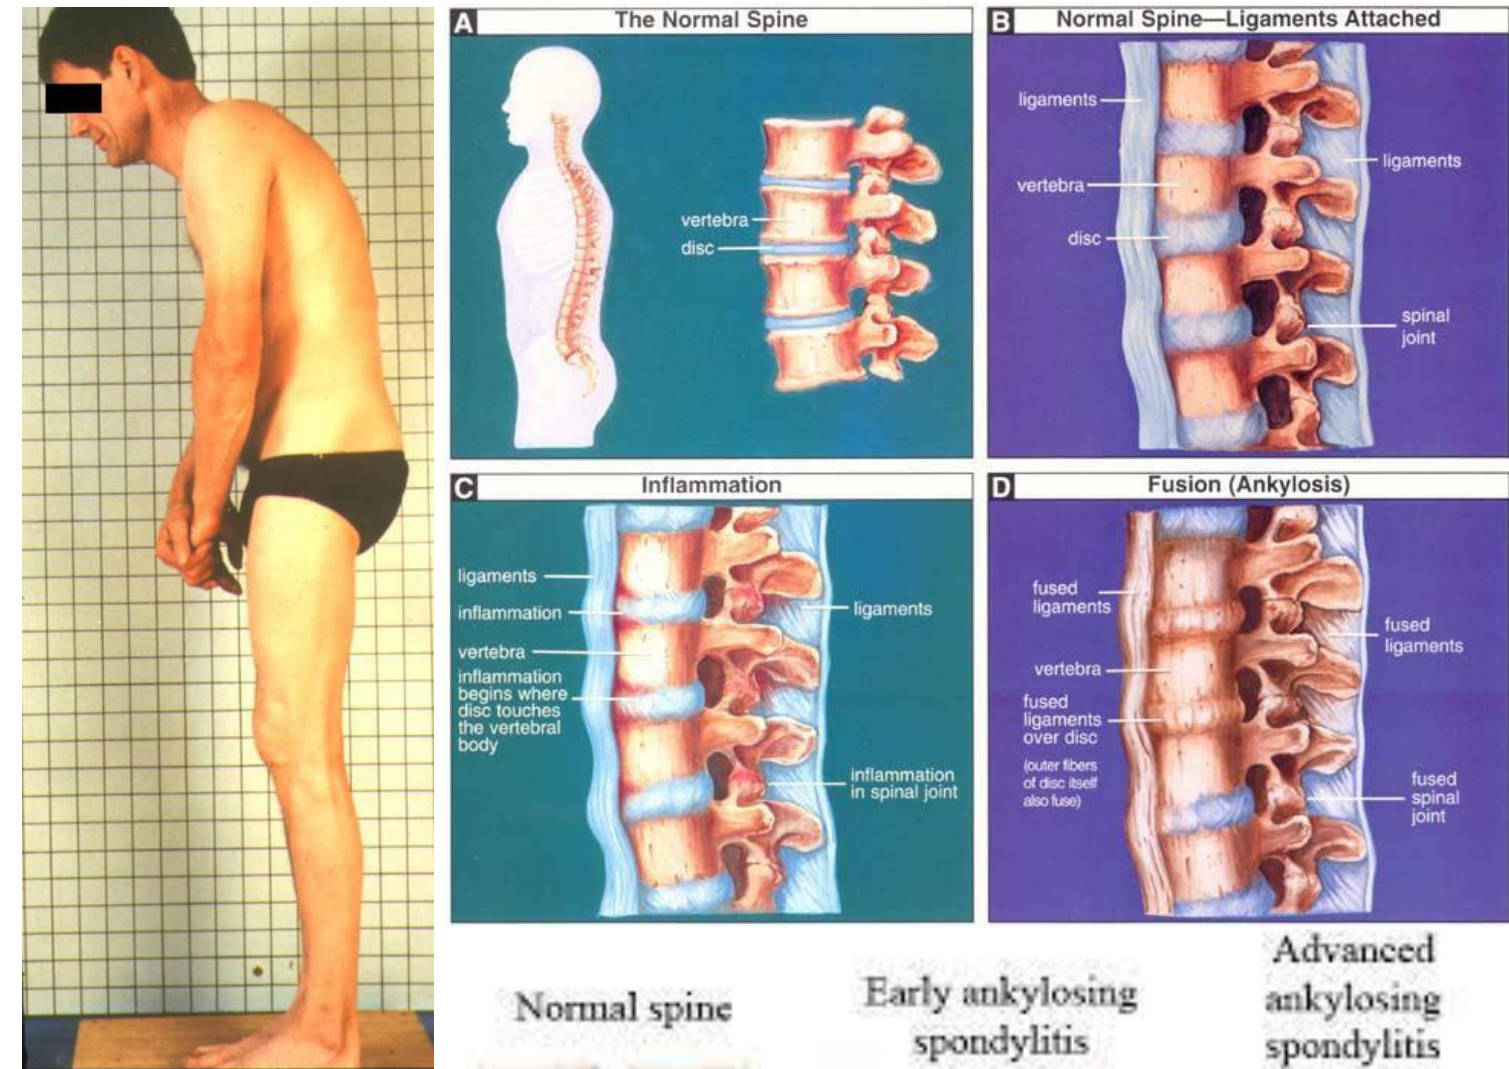 A The Normal Spine
vertebra
disc
B Normal Spine—Ligaments Attached
ligaments
ligaments
vertebra
disc
spinal
joint
C Inflammation
ligaments
inflammation
ligaments
vertebra
inflammation
begins where
disc touches
the vertebral
body
inflammation
in spinal joint
D Fusion (Ankylosis)
fused
ligaments
fused
ligaments
vertebra
fused
ligaments
over disc
(outer fibers
of disc itself
also fuse)
fused
spinal
joint
Normal spine
Early ankylosing
spondylitis
Advanced
ankylosing
spondylitis